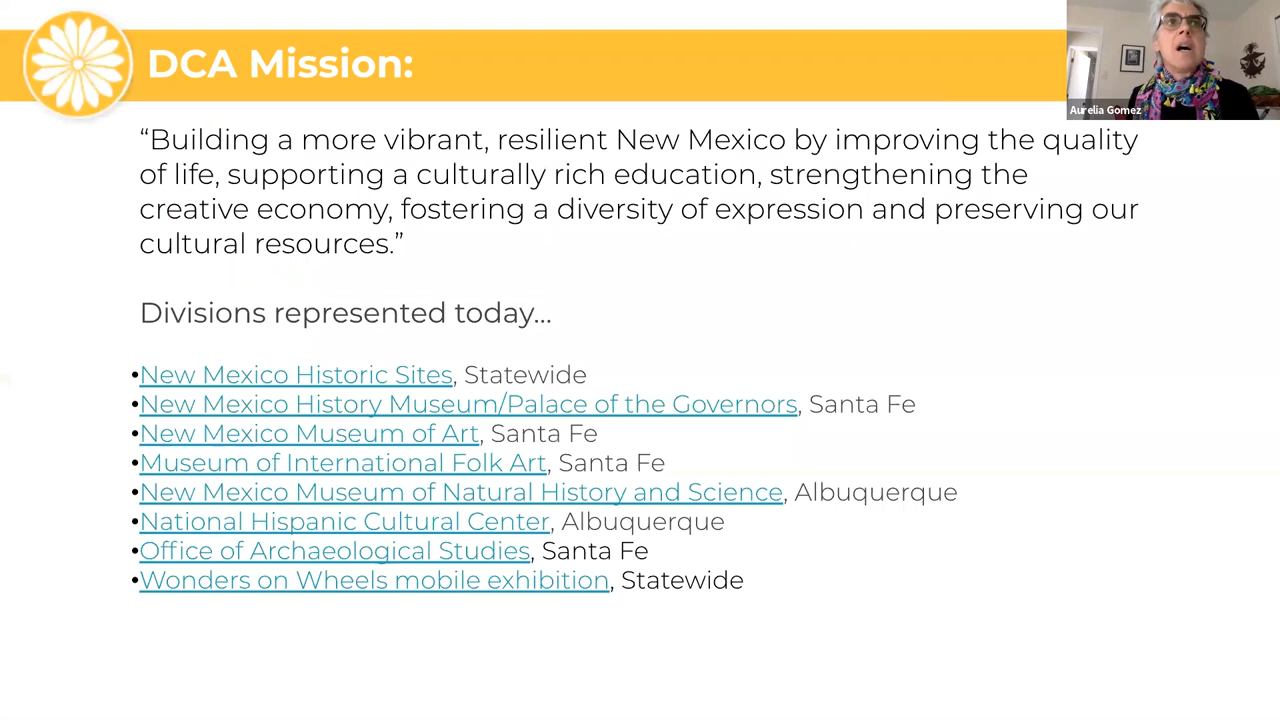 DCA Mission:
Aurelia Gomez
“Building a more vibrant, resilient New Mexico by improving the quality
of life, supporting a culturally rich education, strengthening the
creative economy, fostering a diversity of expression and preserving our
cultural resources.”
Divisions represented today...
•New Mexico Historic Sites, Statewide
•New Mexico History Museum/Palace of the Governors, Santa Fe
•New Mexico Museum of Art, Santa Fe
•Museum of International Folk Art, Santa Fe
•New Mexico Museum of Natural History and Science, Albuquerque
•National Hispanic Cultural Center, Albuquerque
•Office of Archaeological Studies, Santa Fe
•Wonders on Wheels mobile exhibition, Statewide